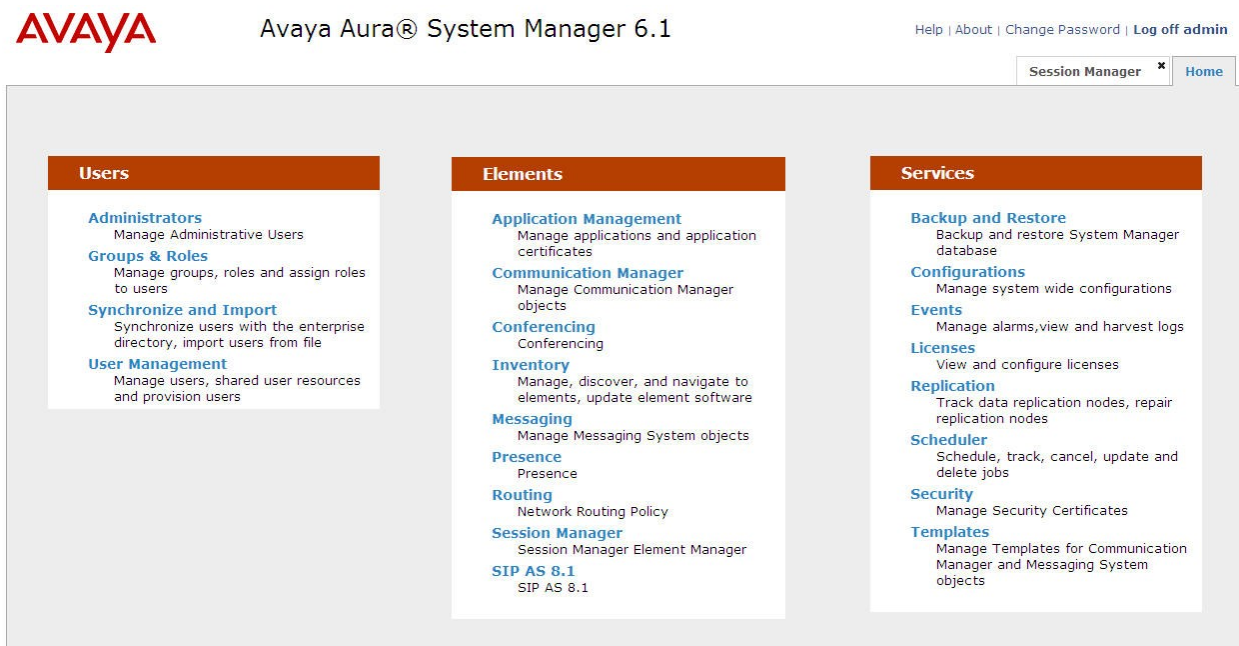 AVAYA
Avaya Aura® System Manager 6.1
Help | About | Change Password | Log off admin
Session Manager ×
Home
Users
Administrators
Manage Administrative Users
Groups & Roles
Manage groups, roles and assign roles
to users
Synchronize and Import
Synchronize users with the enterprise
directory, import users from file
User Management
Manage users, shared user resources
and provision users
Elements
Application Management
Manage applications and application
certificates
Communication Manager
Manage Communication Manager
objects
Conferencing
Conferencing
Inventory
Manage, discover, and navigate to
elements, update element software
Messaging
Manage Messaging System objects
Presence
Presence
Routing
Network Routing Policy
Session Manager
Session Manager Element Manager
SIP AS 8.1
SIP AS 8.1
Services
Backup and Restore
Backup and restore System Manager
database
Configurations
Manage system wide configurations
Events
Manage alarms,view and harvest logs
Licenses
View and configure licenses
Replication
Track data replication nodes, repair
replication nodes
Scheduler
Schedule, track, cancel, update and
delete jobs
Security
Manage Security Certificates
Templates
Manage Templates for Communication
Manager and Messaging System
objects